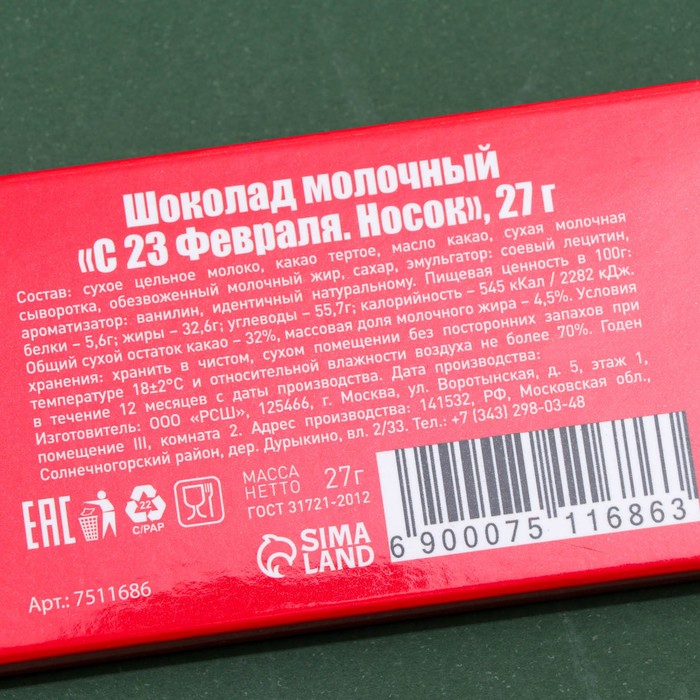 Шоколад молочный
«С 23 Февраля. Носок», 27 г
Состав: сухое цельное молоко, какао тертое, масло какао, сухая молочная
сыворотка, обезвоженный молочный жир, сахар, эмульгатор: соевый лецитин,
ароматизатор: ванилин, идентичный натуральному. Пищевая ценность в 100г:
белки – 5,6г; жиры – 32,6г; углеводы – 55,7г; калорийность – 545 кКал / 2282 кДж.
Общий сухой остаток какао – 32%, массовая доля молочного жира – 4,5%. Условия
хранения: хранить в чистом, сухом помещении без посторонних запахов при
температуре 18±2°С и относительной влажности воздуха не более 70%. Годен
в течение 12 месяцев с даты производства. Дата производства:
Изготовитель: ООО «РСШ», 125466, г. Москва, ул. Воротынская, д. 5, этаж 1,
помещение III, комната 2. Адрес производства: 141532, РФ, Московская обл.,
Солнечногорский район, дер. Дурыкино, вл. 2/33. Тел.: +7 (343) 298-03-48
EAC
22
C/PAP
МАССА
НЕТТО 27г
ГОСТ 31721-2012
SIMA
LAND
6 900075 116863
Арт.: 7511686